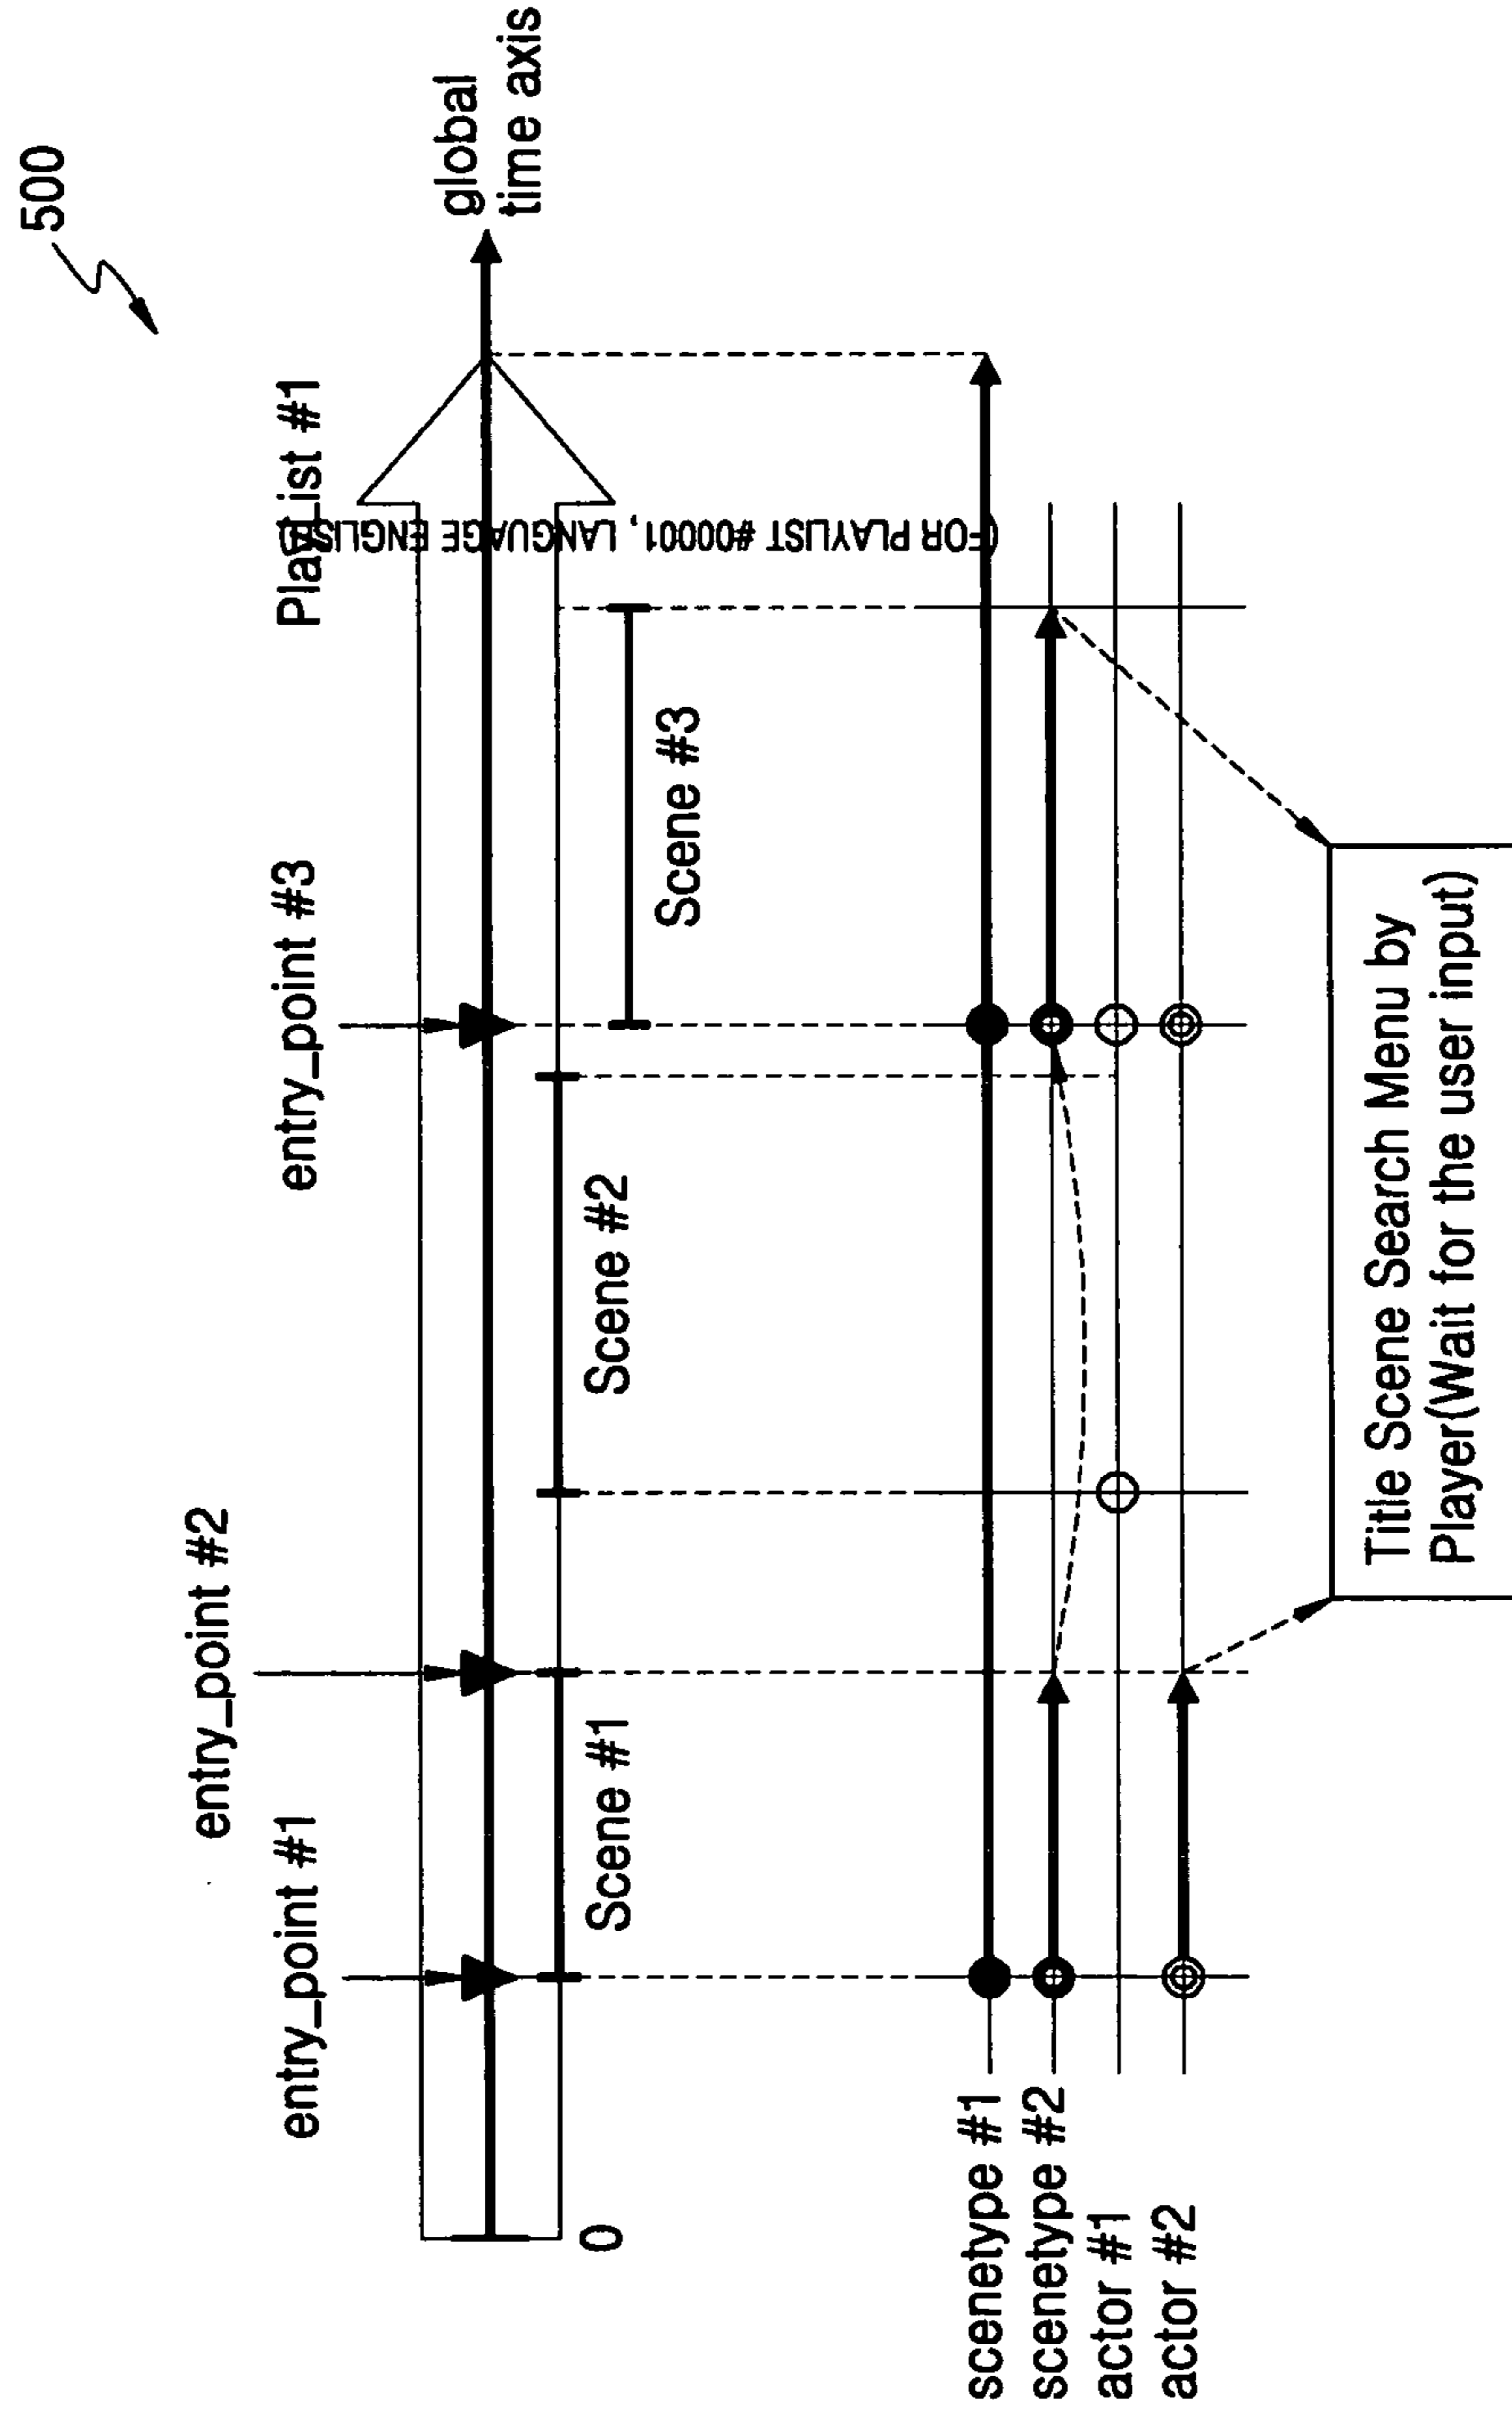 500
PlayList #1
global
time axis
(FOR PLAYLIST #00001, LANGUAGE ENGLISH)
entry_point #1
entry_point #2
entry_point #3
0
Scene #1
Scene #2
Scene #3
scenetype #1
scenetype #2
actor #1
actor #2
Title Scene Search Menu by
Player(Wait for the user input)